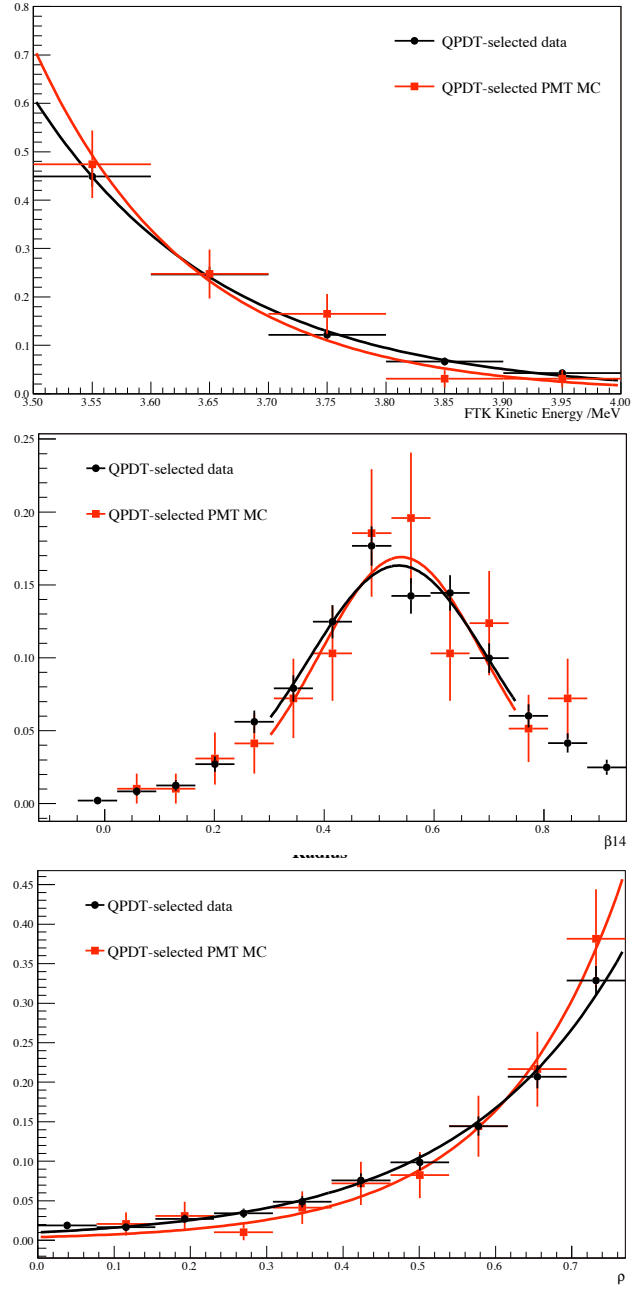 0.8
QPDT-selected data
0.7
QPDT-selected PMT MC
0.6
0.5
0.4
0.3
0.2
0.1
0.0
3.50 3.55 3.60 3.65 3.70 3.75 3.80 3.85 3.90 3.95 4.00
FTK Kinetic Energy /MeV
0.25
QPDT-selected data
0.20
QPDT-selected PMT MC
0.15
0.10
0.05
0.00
0.0 0.2 0.4 0.6 0.8
β14
Radius
0.45
QPDT-selected data
0.40
QPDT-selected PMT MC
0.35
0.30
0.25
0.20
0.15
0.10
0.05
0.00
0.0 0.1 0.2 0.3 0.4 0.5 0.6 0.7
ρ